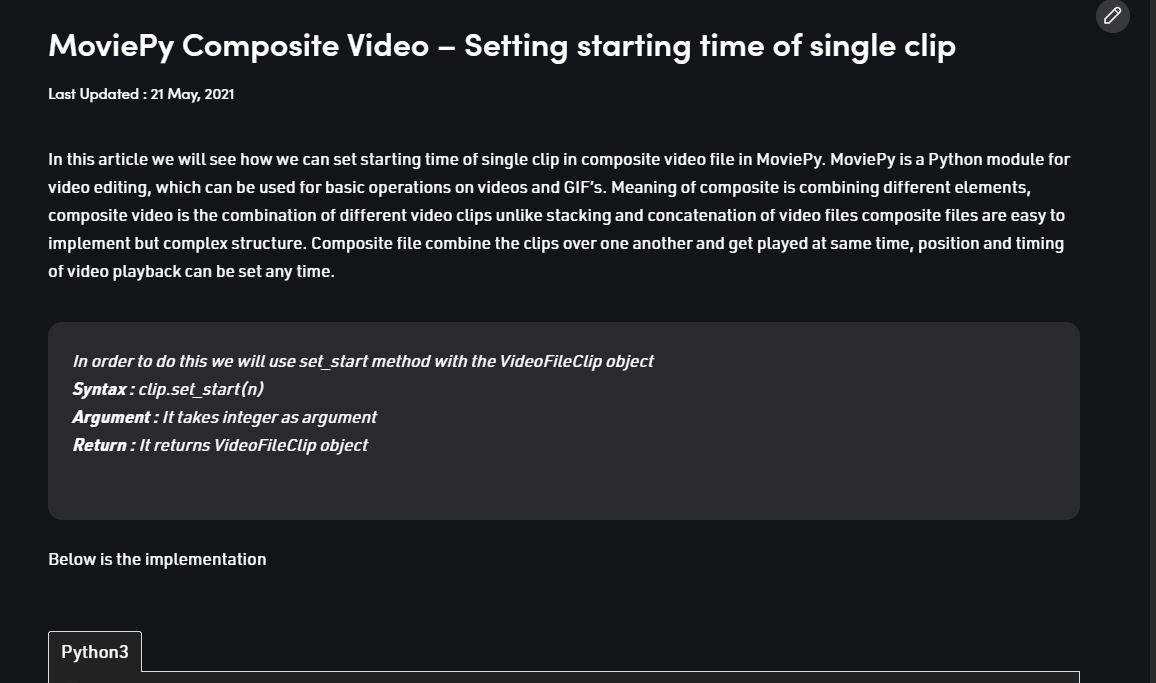 MoviePy Composite Video – Setting starting time of single clip
Last Updated : 21 May, 2021
In this article we will see how we can set starting time of single clip in composite video file in MoviePy. MoviePy is a Python module for
video editing, which can be used for basic operations on videos and GIF’s. Meaning of composite is combining different elements,
composite video is the combination of different video clips unlike stacking and concatenation of video files composite files are easy to
implement but complex structure. Composite file combine the clips over one another and get played at same time, position and timing
of video playback can be set any time.
In order to do this we will use set_start method with the VideoFileClip object
Syntax : clip.set_start(n)
Argument : It takes integer as argument
Return : It returns VideoFileClip object
Below is the implementation
Python3